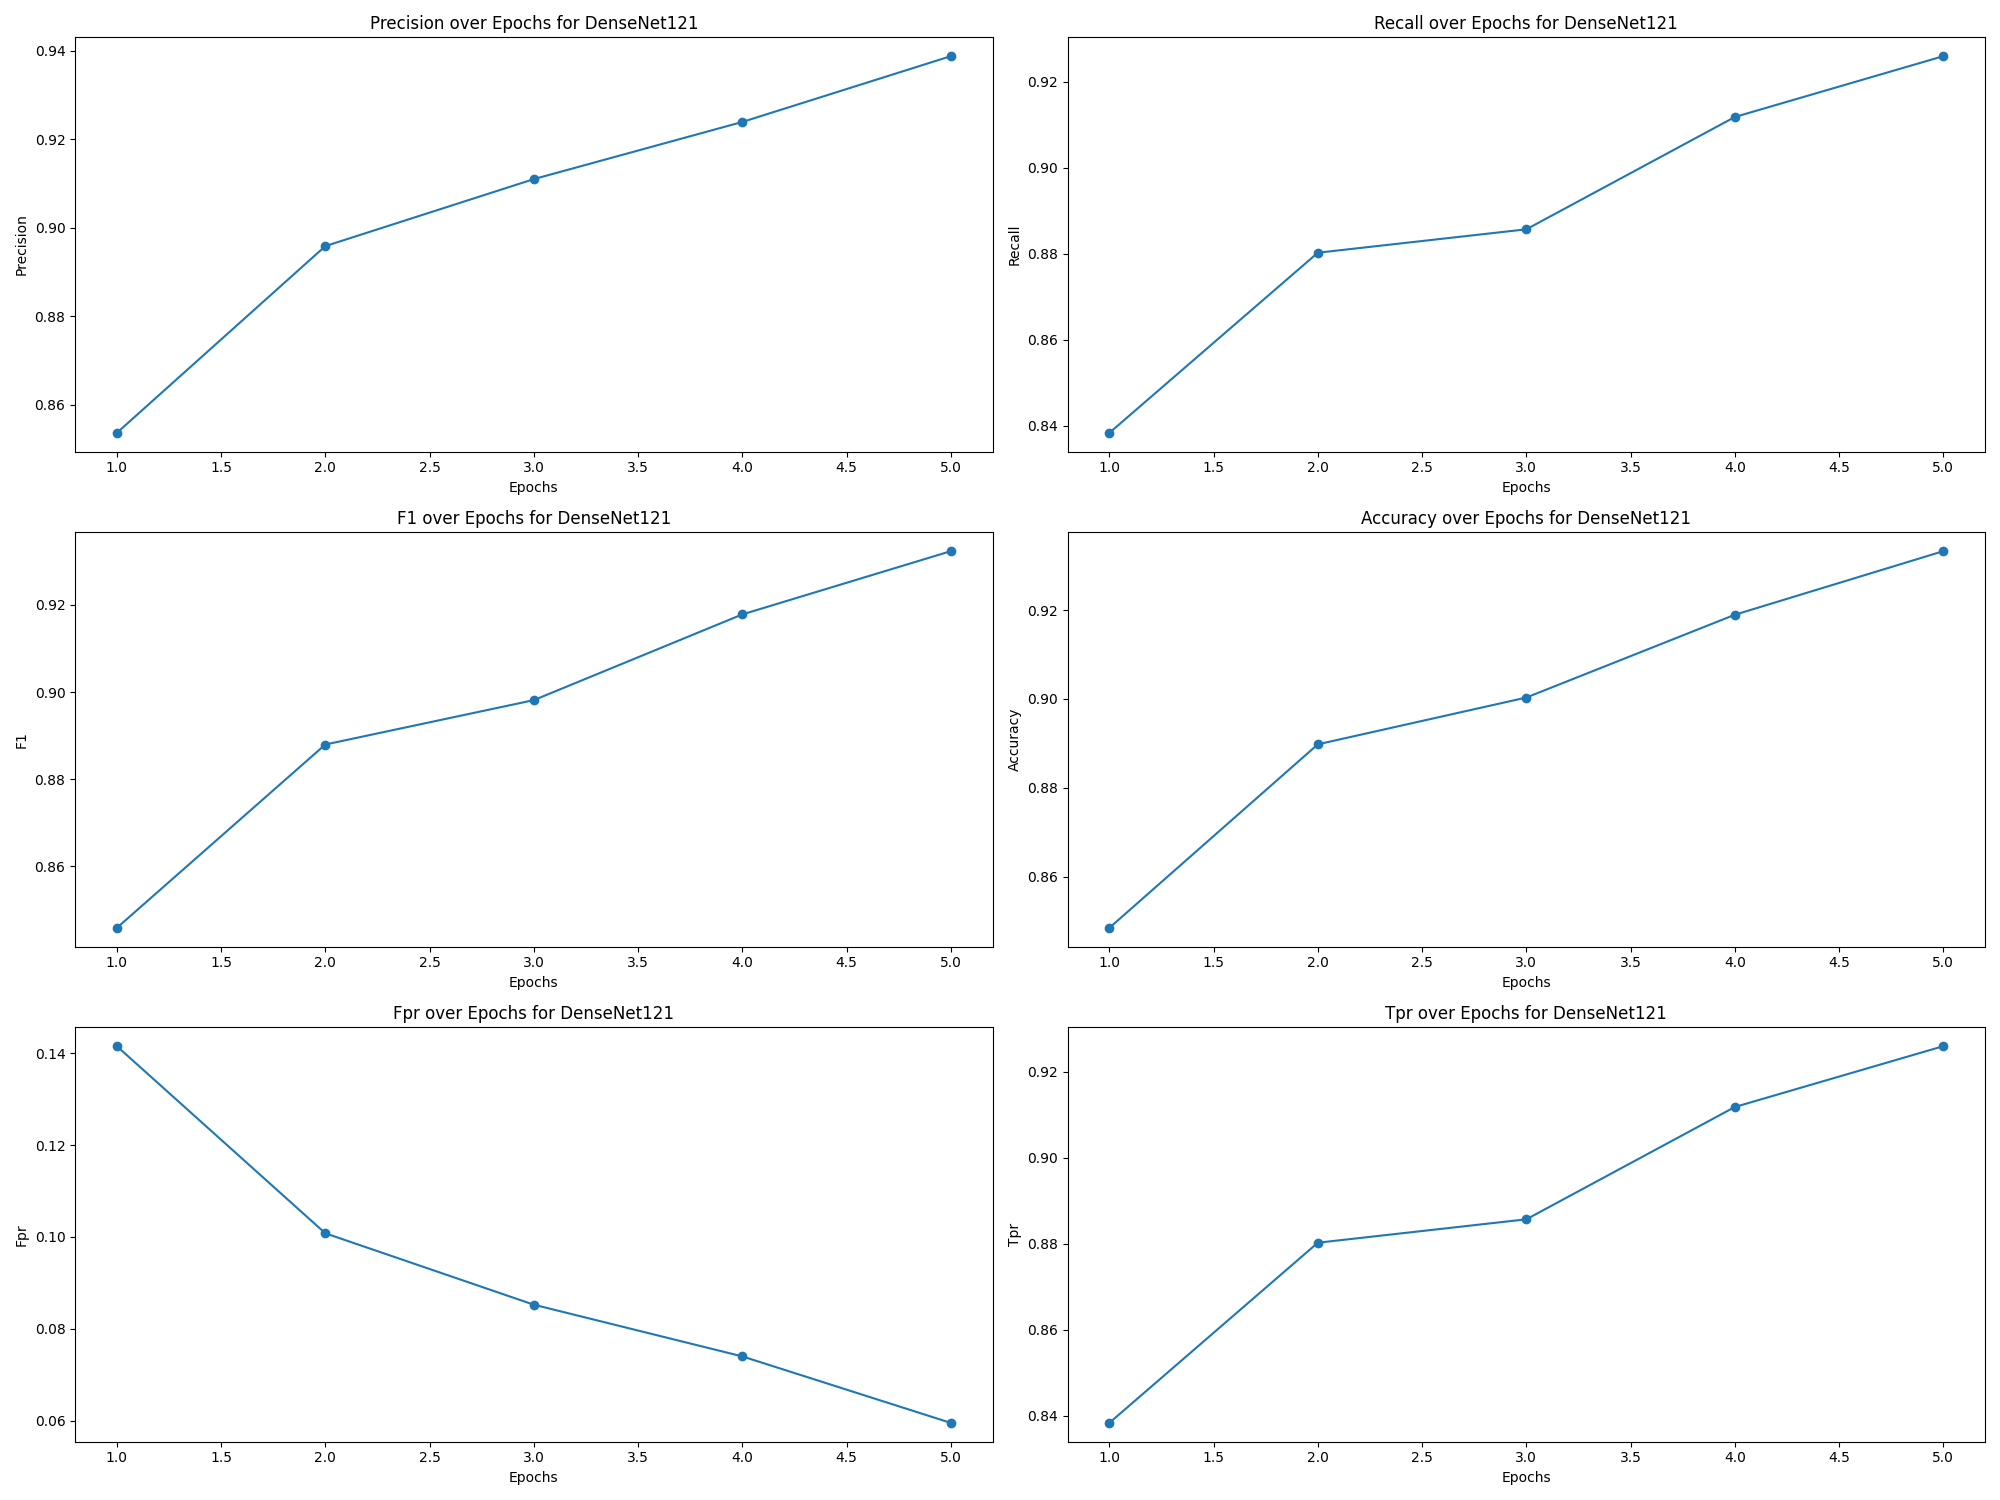 Precision over Epochs for DenseNet121
0.94
0.92
0.90
0.88
0.86
Precision
1.0 1.5 2.0 2.5 3.0 3.5 4.0 4.5 5.0
Epochs
Recall over Epochs for DenseNet121
0.92
0.90
0.88
0.86
0.84
Recall
1.0 1.5 2.0 2.5 3.0 3.5 4.0 4.5 5.0
Epochs
F1 over Epochs for DenseNet121
0.92
0.90
0.88
0.86
F1
1.0 1.5 2.0 2.5 3.0 3.5 4.0 4.5 5.0
Epochs
Accuracy over Epochs for DenseNet121
0.92
0.90
0.88
0.86
Accuracy
1.0 1.5 2.0 2.5 3.0 3.5 4.0 4.5 5.0
Epochs
Fpr over Epochs for DenseNet121
0.14
0.12
0.10
0.08
0.06
Fpr
1.0 1.5 2.0 2.5 3.0 3.5 4.0 4.5 5.0
Epochs
Tpr over Epochs for DenseNet121
0.92
0.90
0.88
0.86
0.84
Tpr
1.0 1.5 2.0 2.5 3.0 3.5 4.0 4.5 5.0
Epochs